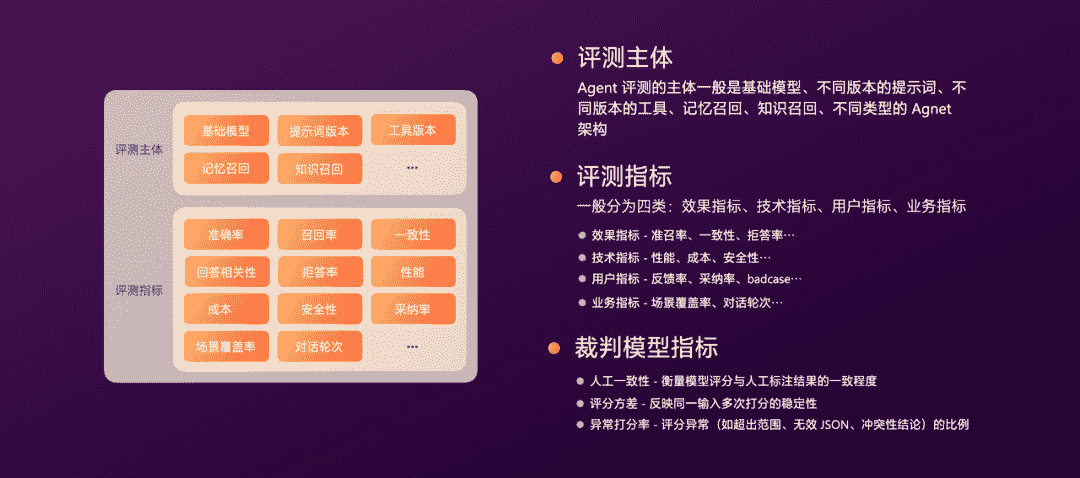 评测主体
基础模型
提示词版本
工具版本
记忆召回
知识召回
...
评测指标
准确率
召回率
一致性
回答相关性
拒答率
性能
成本
安全性
采纳率
场景覆盖率
对话轮次
...
评测主体
Agent 评测的主体一般是基础模型、不同版本的提示词、不
同版本的工具、记忆召回、知识召回、不同类型的 Agnet
架构
评测指标
一般分为四类：效果指标、技术指标、用户指标、业务指标
效果指标 - 准召率、一致性、拒答率...
技术指标 - 性能、成本、安全性...
用户指标 - 反馈率、采纳率、badcase...
业务指标 - 场景覆盖率、对话轮次...
裁判模型指标
人工一致性 - 衡量模型评分与人工标注结果的一致程度
评分方差 - 反映同一输入多次打分的稳定性
异常打分率 - 评分异常（如超出范围、无效 JSON、冲突性结论）的比例